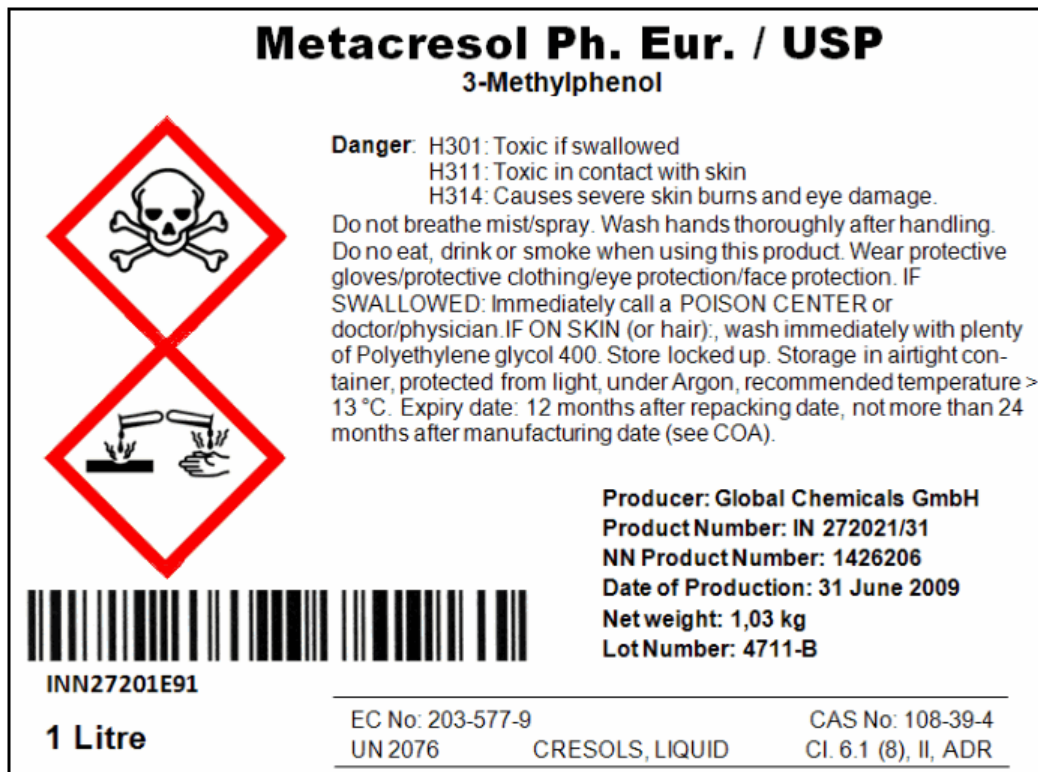 Metacresol Ph. Eur. / USP
3-Methylphenol
Danger: H301: Toxic if swallowed
H311: Toxic in contact with skin
H314: Causes severe skin burns and eye damage.
Do not breathe mist/spray. Wash hands thoroughly after handling.
Do no eat, drink or smoke when using this product. Wear protective
gloves/protective clothing/eye protection/face protection. IF
SWALLOWED: Immediately call a POISON CENTER or
doctor/physician.IF ON SKIN (or hair):, wash immediately with plenty
of Polyethylene glycol 400. Store locked up. Storage in airtight con-
tainer, protected from light, under Argon, recommended temperature >
13 °C. Expiry date: 12 months after repacking date, not more than 24
months after manufacturing date (see COA).
Producer: Global Chemicals GmbH
Product Number: IN 272021/31
NN Product Number: 1426206
Date of Production: 31 June 2009
Net weight: 1,03 kg
Lot Number: 4711-B
INN27201E91
1 Litre
EC No: 203-577-9 CAS No: 108-39-4
UN 2076 CRESOLS, LIQUID Cl. 6.1 (8), II, ADR